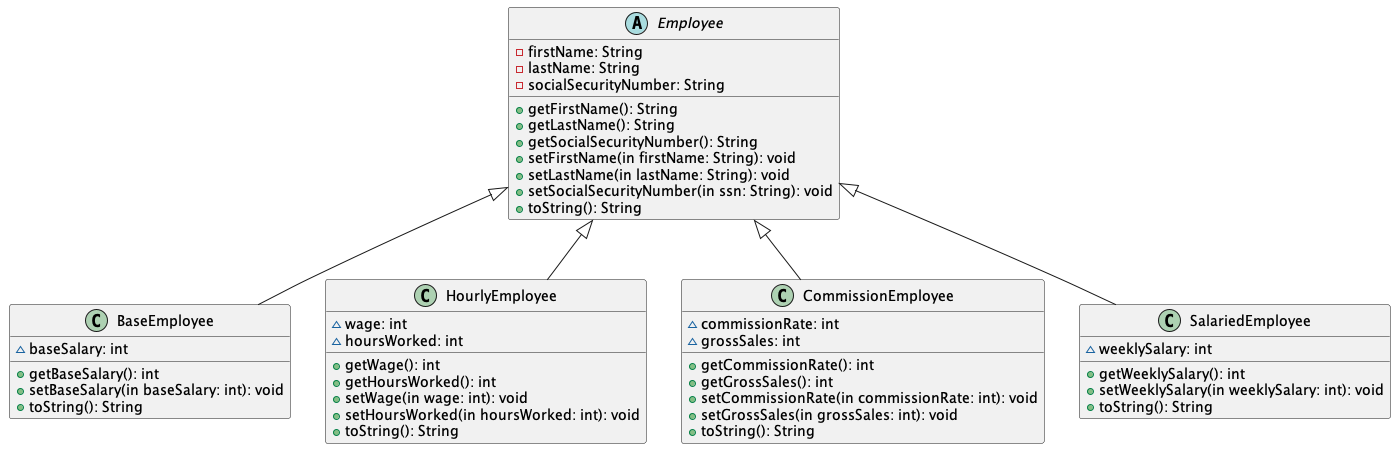 A Employee
firstName: String
lastName: String
socialSecurityNumber: String
getFirstName(): String
getLastName(): String
getSocialSecurityNumber(): String
setFirstName(in firstName: String): void
setLastName(in lastName: String): void
setSocialSecurityNumber(in ssn: String): void
toString(): String
C BaseEmployee
baseSalary: int
getBaseSalary(): int
setBaseSalary(in baseSalary: int): void
toString(): String
C HourlyEmployee
wage: int
hoursWorked: int
getWage(): int
getHoursWorked(): int
setWage(in wage: int): void
setHoursWorked(in hoursWorked: int): void
toString(): String
C CommissionEmployee
commissionRate: int
grossSales: int
getCommissionRate(): int
getGrossSales(): int
setCommissionRate(in commissionRate: int): void
setGrossSales(in grossSales: int): void
toString(): String
C SalariedEmployee
weeklySalary: int
getWeeklySalary(): int
setWeeklySalary(in weeklySalary: int): void
toString(): String